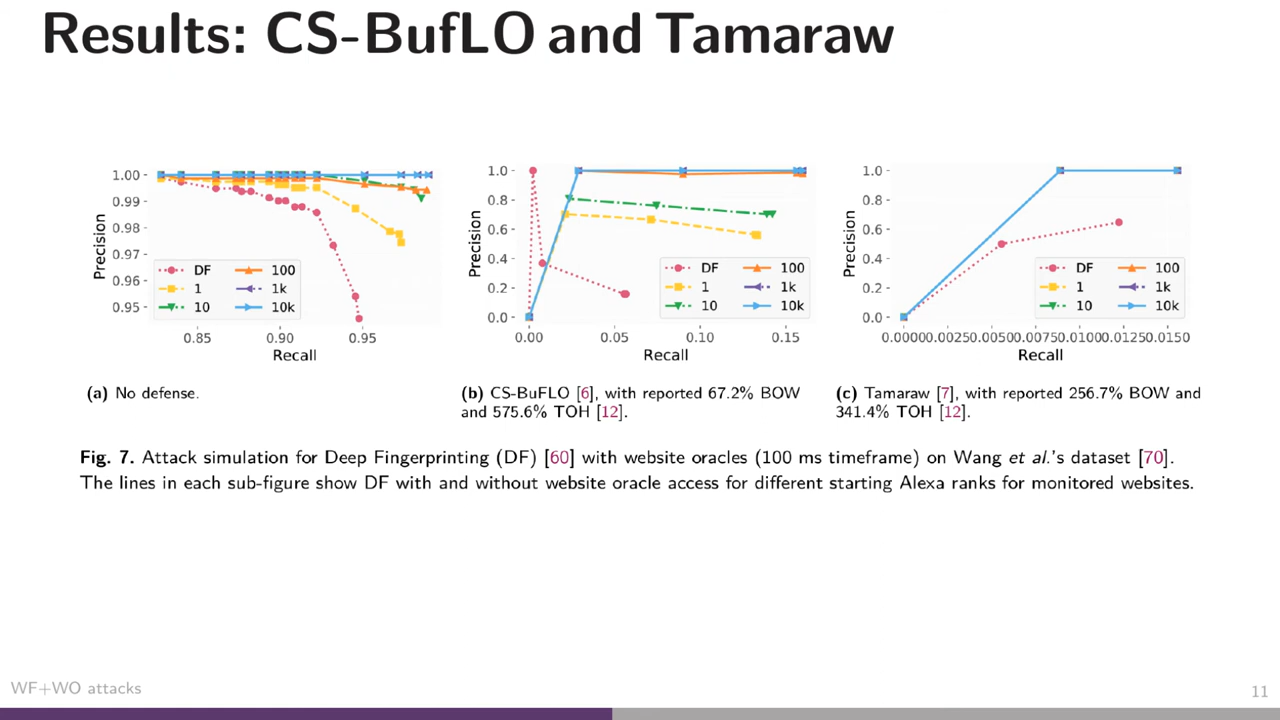 Results: CS-BufLO and Tamaraw
Precision
1.00
0.99
0.98
0.97
0.96
0.95
DF
1
10
100
1k
10k
0.85
0.90
0.95
Recall
(a) No defense.
Precision
1.0
0.8
0.6
0.4
0.2
0.0
DF
1
10
100
1k
10k
0.00
0.05
0.10
0.15
Recall
(b) CS-BuFLO [6], with reported 67.2% BOW
and 575.6% TOH [12].
Precision
1.0
0.8
0.6
0.4
0.2
0.0
DF
1
10
100
1k
10k
0.0000
0.0025
0.0050
0.0075
0.0100
0.0125
0.0150
Recall
(c) Tamaraw [7], with reported 256.7% BOW and
341.4% TOH [12].
Fig. 7. Attack simulation for Deep Fingerprinting (DF) [60] with website oracles (100 ms timeframe) on Wang et al.'s dataset [70].
The lines in each sub-figure show DF with and without website oracle access for different starting Alexa ranks for monitored websites.
WF+WO attacks
11